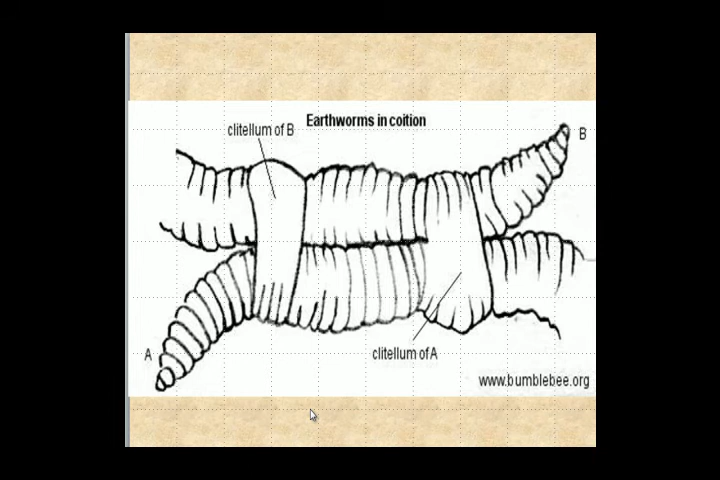 Earthworms in coition
clitellum of B
B
A
clitellum of A
www.bumblebee.org